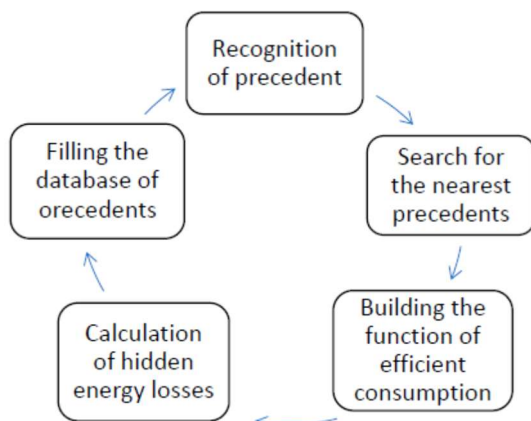 Recognition
of precedent
Search for
the nearest
precedents
Building the
function of
efficient
consumption
Calculation
of hidden
energy losses
Filling the
database of
orecedents